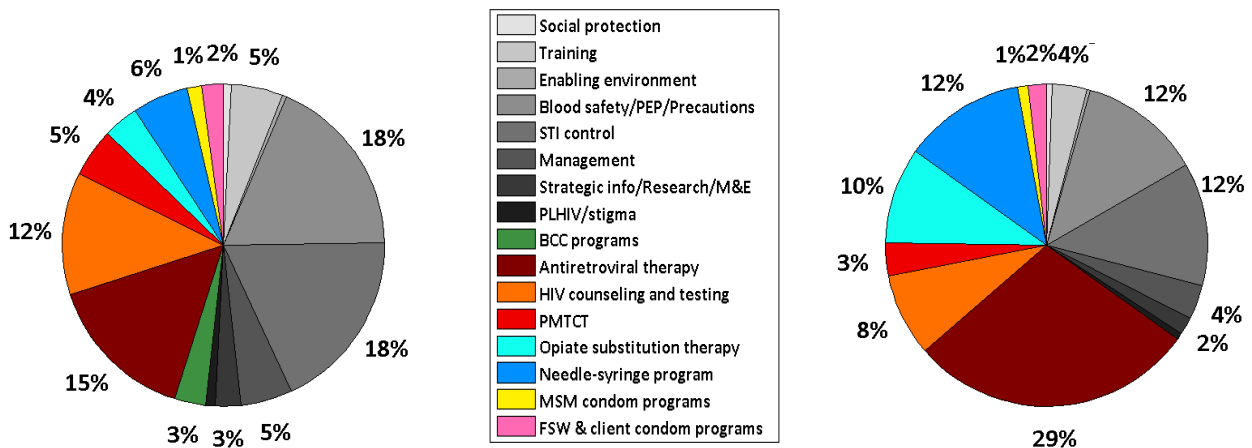 2%
1%
5%
6%
4%
5%
12%
15%
3%
3%
5%
18%
18%
Social protection
Training
Enabling environment
Blood safety/PEP/Precautions
STI control
Management
Strategic info/Research/M&E
PLHIV/stigma
BCC programs
Antiretroviral therapy
HIV counseling and testing
PMTCT
Opiate substitution therapy
Needle-syringe program
MSM condom programs
FSW & client condom programs
1%
2%
4%
12%
12%
12%
10%
3%
8%
4%
2%
29%